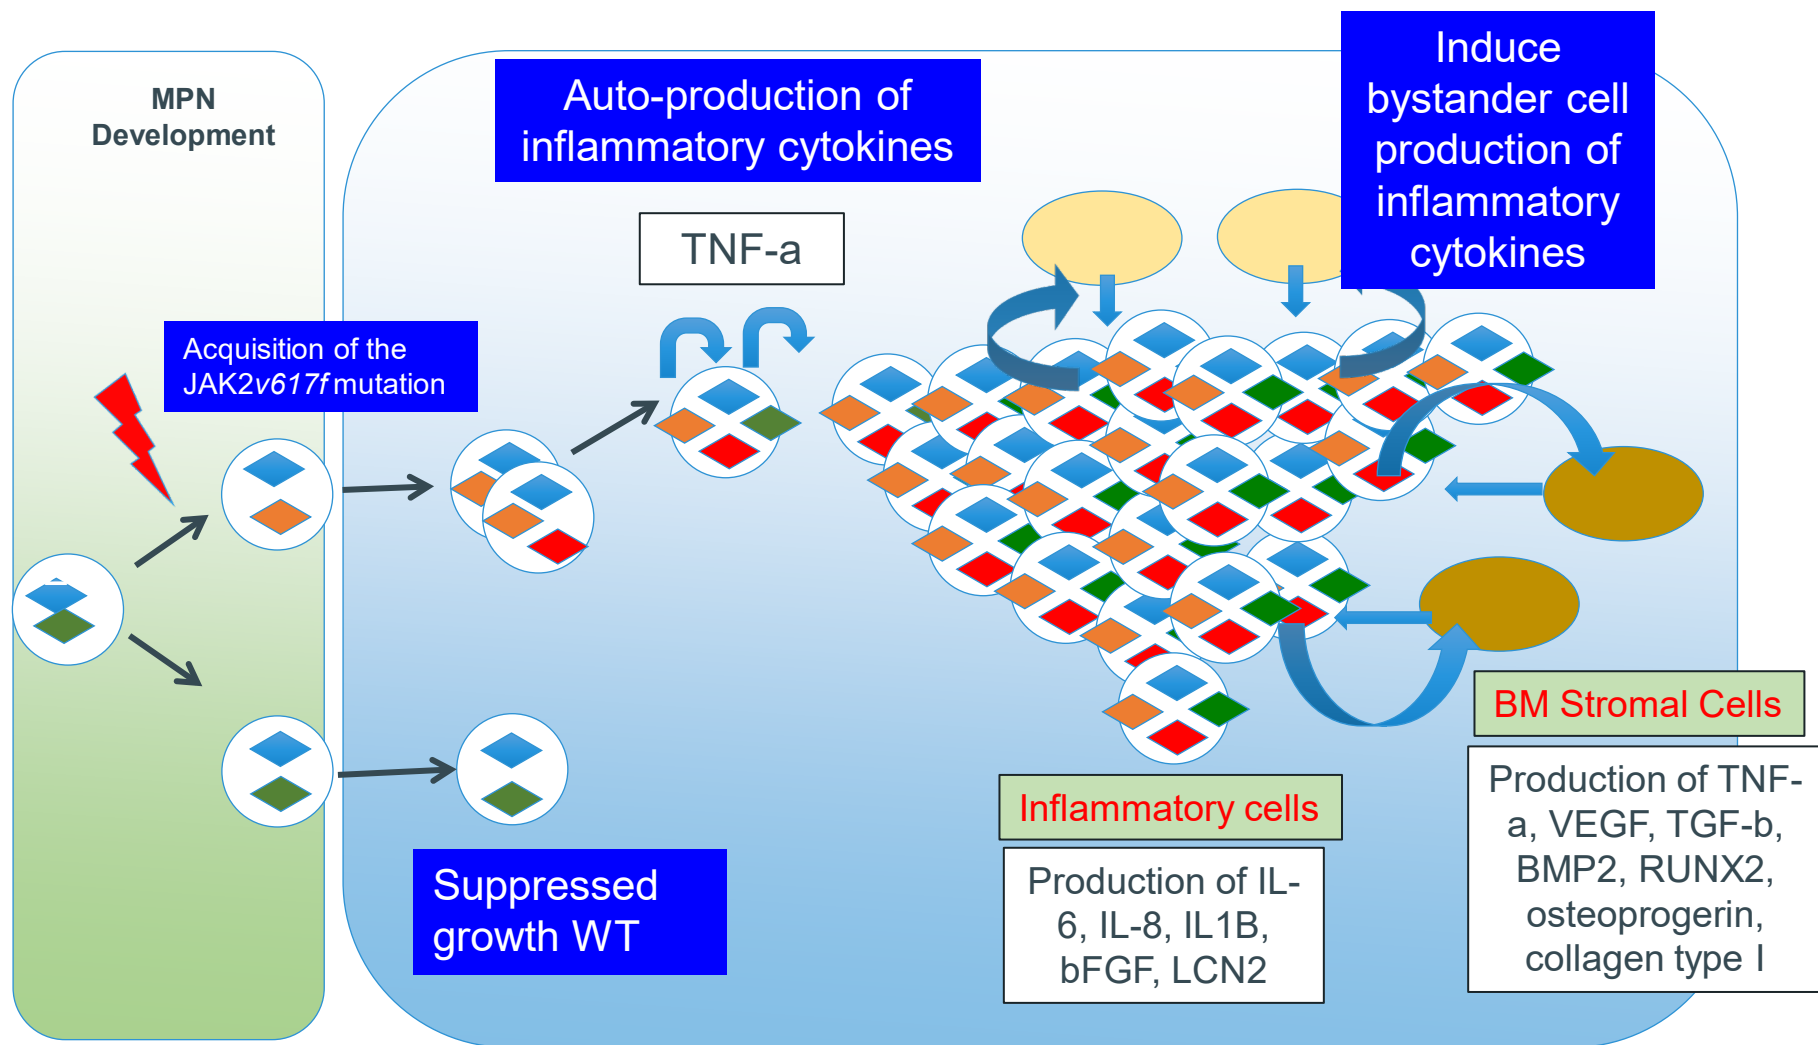 MPN
Development
Auto-production of
inflammatory cytokines
Induce
bystander cell
production of
inflammatory
cytokines
TNF-a
Acquisition of the
JAK2v617f mutation
Suppressed
growth WT
Inflammatory cells
Production of IL-
6, IL-8, IL1B,
bFGF, LCN2
BM Stromal Cells
Production of TNF-
a, VEGF, TGF-b,
BMP2, RUNX2,
osteoprogerin,
collagen type I